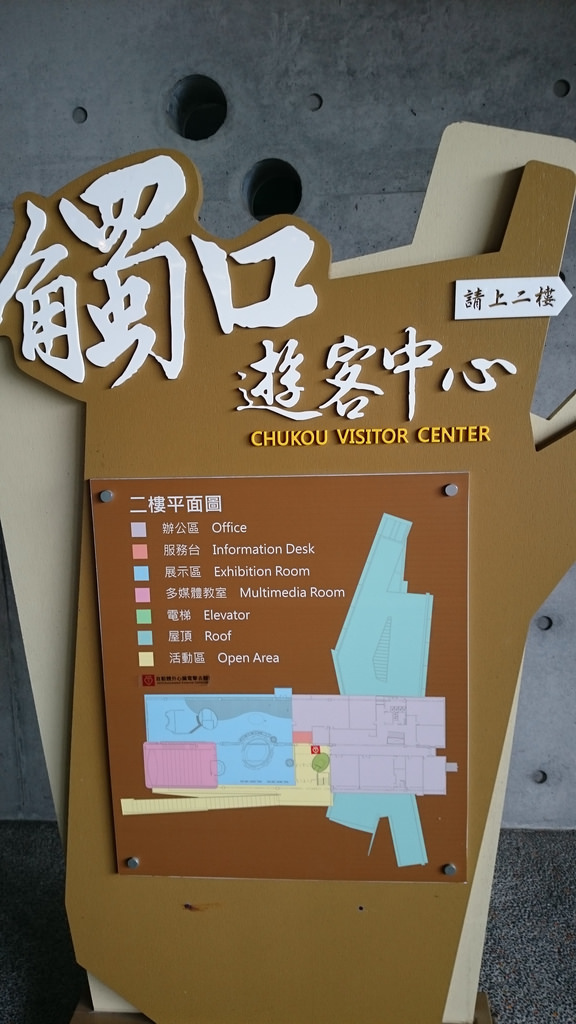 觸口
請上二樓
遊客中心
CHUKOU VISITOR CENTER
二樓平面圖
辦公區 Office
服務台 Information Desk
展示區 Exhibition Room
多媒體教室 Multimedia Room
電梯 Elevator
屋頂 Roof
活動區 Open Area